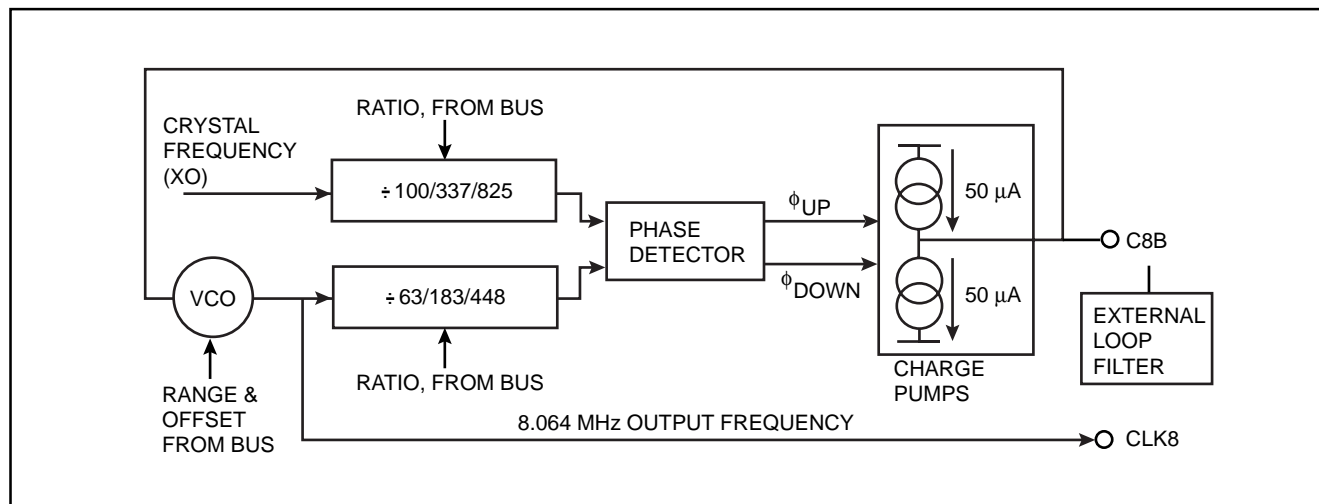 RATIO, FROM BUS
CRYSTAL
FREQUENCY
(XO)
÷ 100/337/825
50 μA
ϕUP
PHASE
DETECTOR
C8B
ϕDOWN
VCO
÷ 63/183/448
50 μA
EXTERNAL
LOOP
FILTER
CHARGE
PUMPS
RATIO, FROM BUS
RANGE &
OFFSET
FROM BUS
8.064 MHz OUTPUT FREQUENCY
CLK8